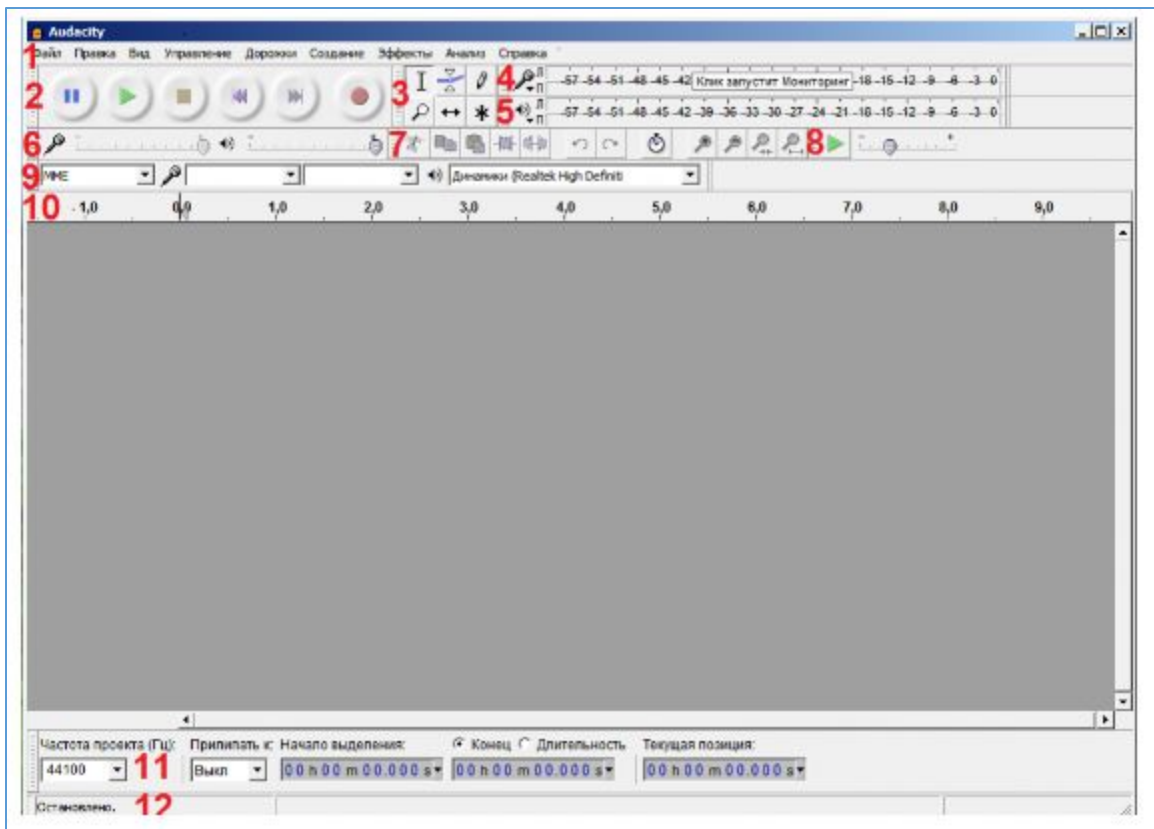 Audacity
1 Файл Правка Вид Управление Дорожки Создание Эффекты Анализ Справка
2 3 4 Л П -57 -54 -51 -48 -45 -42 Клик запустит Мониторинг -18 -15 -12 -9 -6 -3 0
5 Л П -57 -54 -51 -48 -45 -42 -39 -36 -33 -30 -27 -24 -21 -18 -15 -12 -9 -6 -3 0
6 7 8
9 MME Динамики (Realtek High Definiti
10 - 1,0 0,0 1,0 2,0 3,0 4,0 5,0 6,0 7,0 8,0 9,0
Частота проекта (Гц): Прилипать к: Начало выделения: Конец Длительность Текущая позиция:
44100 11 Выкл 00 h 00 m 00.000 s 00 h 00 m 00.000 s 00 h 00 m 00.000 s
Остановлено. 12